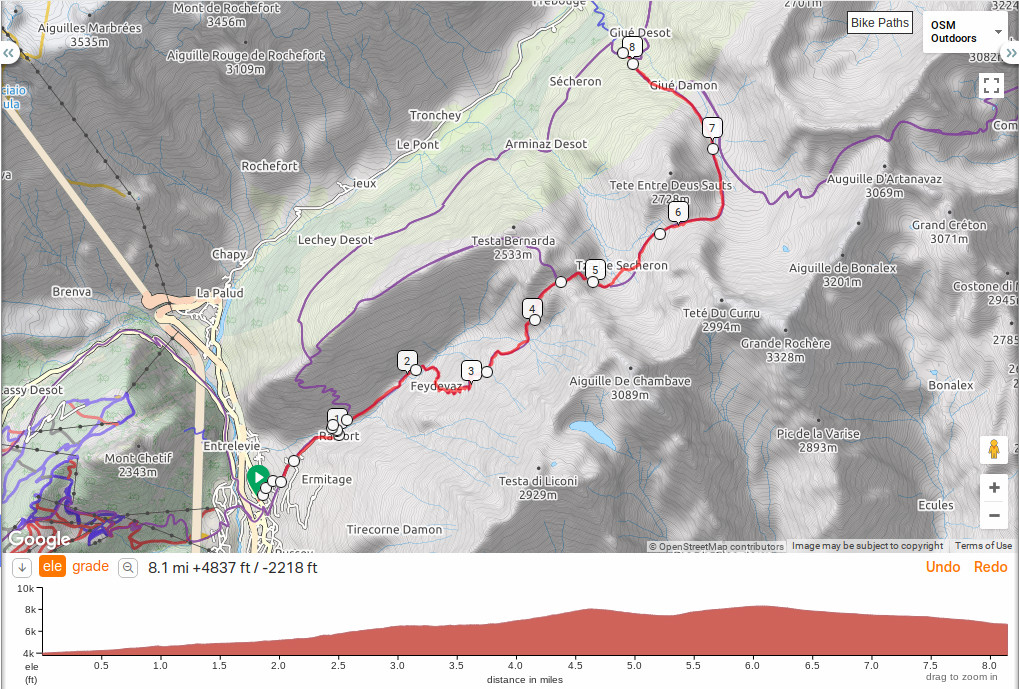 Mont de Rochefort
3456m
Aiguilles Marbrées
3535m
Aiguille Rouge de Rochefort
3109m
2701m
3224
Giué Desot
8
Bike Paths
OSM
Outdoors
3082
«
»
ciaio
ula
Sécheron
Giué Damon
Tronchey
Le Pont
Arminaz Desot
7
Com
va
Rochefort
ieux
Tete Entre Deus Sauts
2728m
Auguille D'Artanavaz
3069m
6
Lechey Desot
Testa Bernarda
2533m
Grand Créton
3071m
Chapy
5
Secheron
Aiguille de Bonalex
3201m
Brenva
La Palud
Costone di
2945
4
Teté Du Curru
2994m
Grande Rochère
3328m
2785
2
3
assy Desot
Feydevaz
Aiguille De Chambave
3089m
Bonalex
1
Entrelevie
Pic de la Varise
2893m
Mont Chetif
2343m
Ermitage
Testa di Liconi
2929m
+
Ecules
−
Tirecorne Damon
Google
© OpenStreetMap contributors
Image may be subject to copyright
Terms of Use
ele
grade
8.1 mi +4837 ft / -2218 ft
Undo
Redo
10k
8k
6k
4k
ele
(ft)
0.5 1.0 1.5 2.0 2.5 3.0 3.5 4.0 4.5 5.0 5.5 6.0 6.5 7.0 7.5 8.0
distance in miles
drag to zoom in